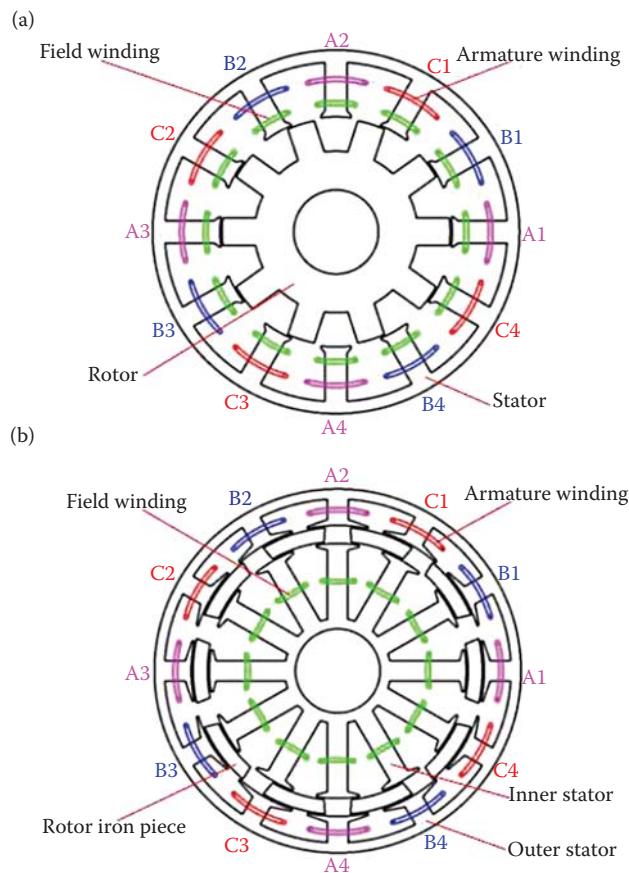 (a)
Field winding
A2
Armature winding
B2
C1
C2
B1
A3
A1
B3
C4
Rotor
C3
B4
Stator
A4
(b)
Field winding
A2
Armature winding
B2
C1
C2
B1
A3
A1
B3
C4
Inner stator
Rotor iron piece
C3
B4
Outer stator
A4